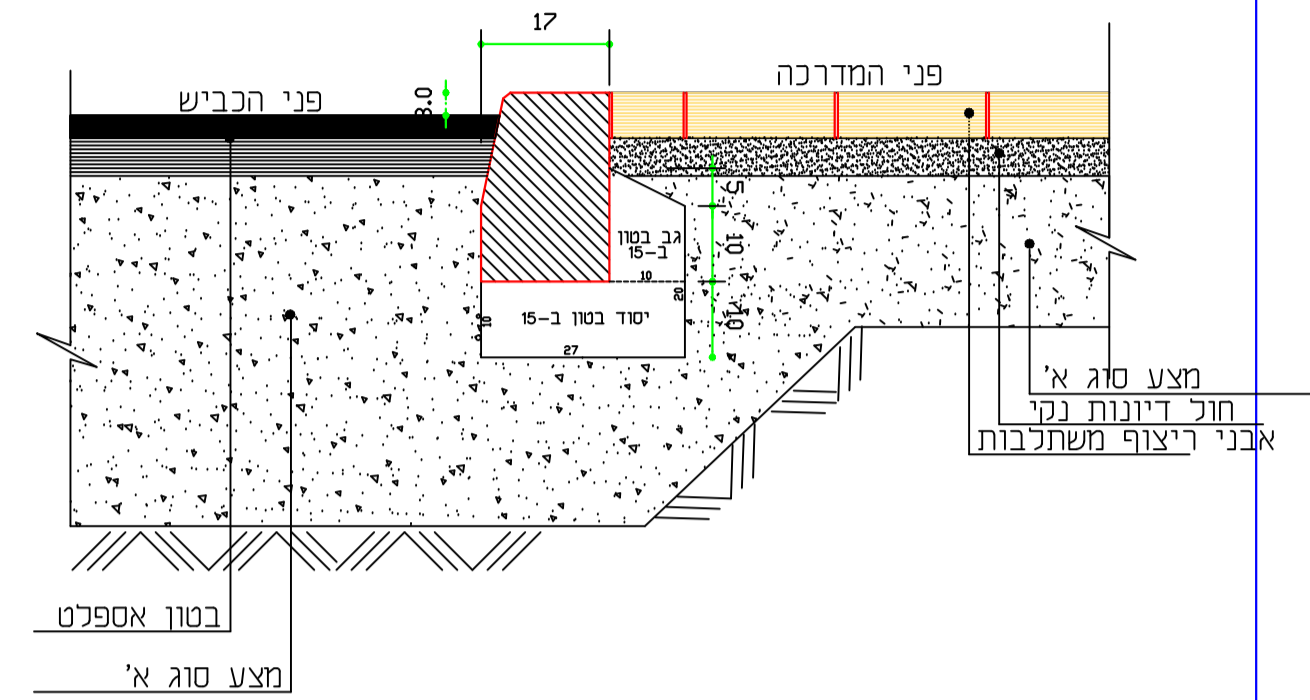 17
פני המדרכה
פני הכביש
3.0
5
10
10
גב בטון
ב-15
10
20
יסוד בטון ב-15
10
27
מצע סוג א'
חול דיונות נקי
אבני ריצוף משתלבות
בטון אספלט
מצע סוג א'